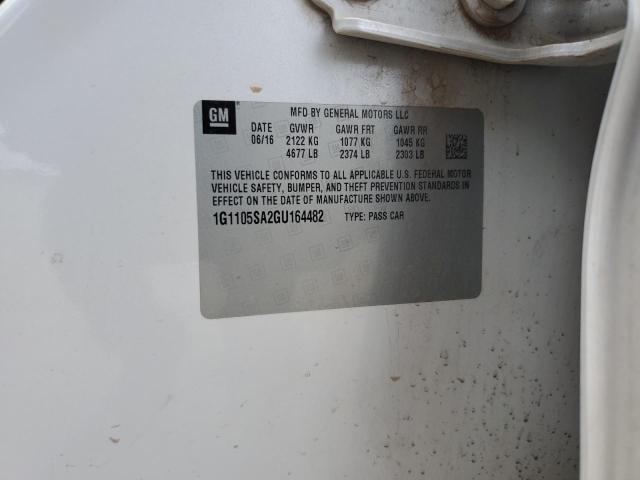 GM
MFD BY GENERAL MOTORS LLC
DATE GVWR GAWR FRT GAWR RR
06/16 2122 KG 1077 KG 1045 KG
4677 LB 2374 LB 2303 LB
THIS VEHICLE CONFORMS TO ALL APPLICABLE U.S. FEDERAL MOTOR
VEHICLE SAFETY, BUMPER, AND THEFT PREVENTION STANDARDS IN
EFFECT ON THE DATE OF MANUFACTURE SHOWN ABOVE.
1G1105SA2GU164482 TYPE: PASS CAR